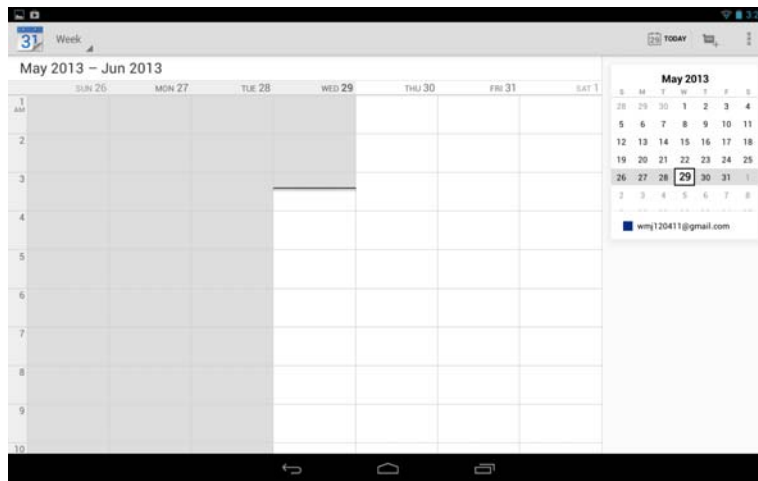 3:2
31 Week 29 TODAY
May 2013 – Jun 2013
SUN 26 MON 27 TUE 28 WED 29 THU 30 FRI 31 SAT 1
1
AM
2
3
4
5
6
7
8
9
10
May 2013
S M T W T F S
28 29 30 1 2 3 4
5 6 7 8 9 10 11
12 13 14 15 16 17 18
19 20 21 22 23 24 25
26 27 28 29 30 31 1
2 3 4 5 6 7 8
wmj120411@gmail.com